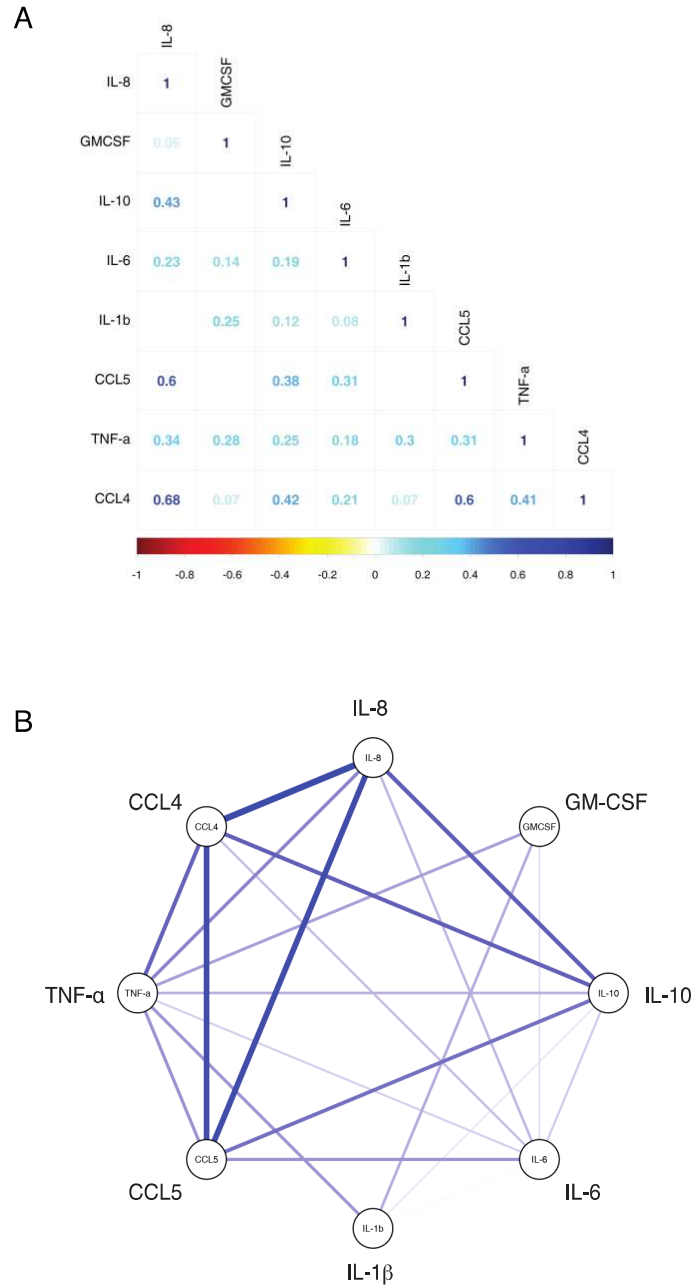 A
IL-8
IL-8 1 GMCSF
GMCSF 0.05 1 IL-10
IL-10 0.43 1 IL-6
IL-6 0.23 0.14 0.19 1 IL-1b
IL-1b 0.25 0.12 0.08 1 CCL5
CCL5 0.6 0.38 0.31 1 TNF-a
TNF-a 0.34 0.28 0.25 0.18 0.3 0.31 1 CCL4
CCL4 0.68 0.07 0.42 0.21 0.07 0.6 0.41 1
-1 -0.8 -0.6 -0.4 -0.2 0 0.2 0.4 0.6 0.8 1
B
IL-8
IL-8
CCL4 GM-CSF
CCL4 GMCSF
TNF-α TNF-a IL-10 IL-10
CCL5 IL-6
CCL5 IL-6
IL-1b
IL-1β